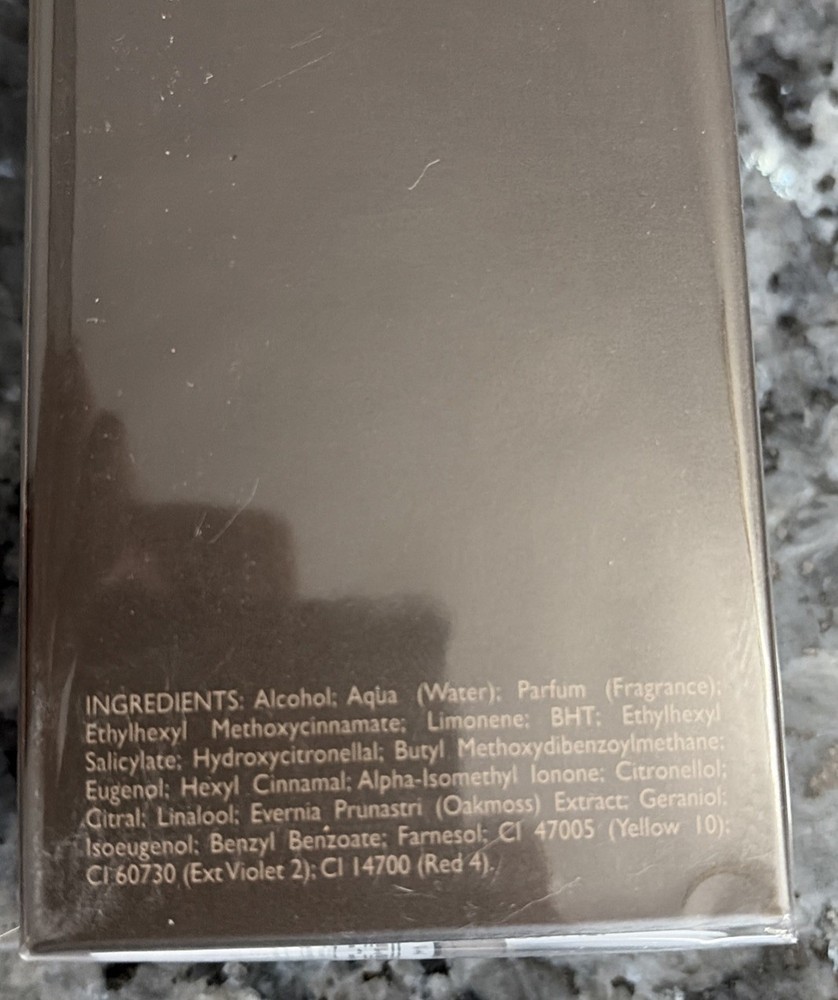 INGREDIENTS: Alcohol; Aqua (Water); Parfum (Fragrance);
Ethylhexyl Methoxycinnamate; Limonene; BHT; Ethylhexyl
Salicylate; Hydroxycitronellal; Butyl Methoxydibenzoylmethane;
Eugenol; Hexyl Cinnamal; Alpha-Isomethyl Ionone; Citronellol;
Citral; Linalool; Evernia Prunastri (Oakmoss) Extract; Geraniol;
Isoeugenol; Benzyl Benzoate; Farnesol; CI 47005 (Yellow 10);
CI 60730 (Ext Violet 2); CI 14700 (Red 4).